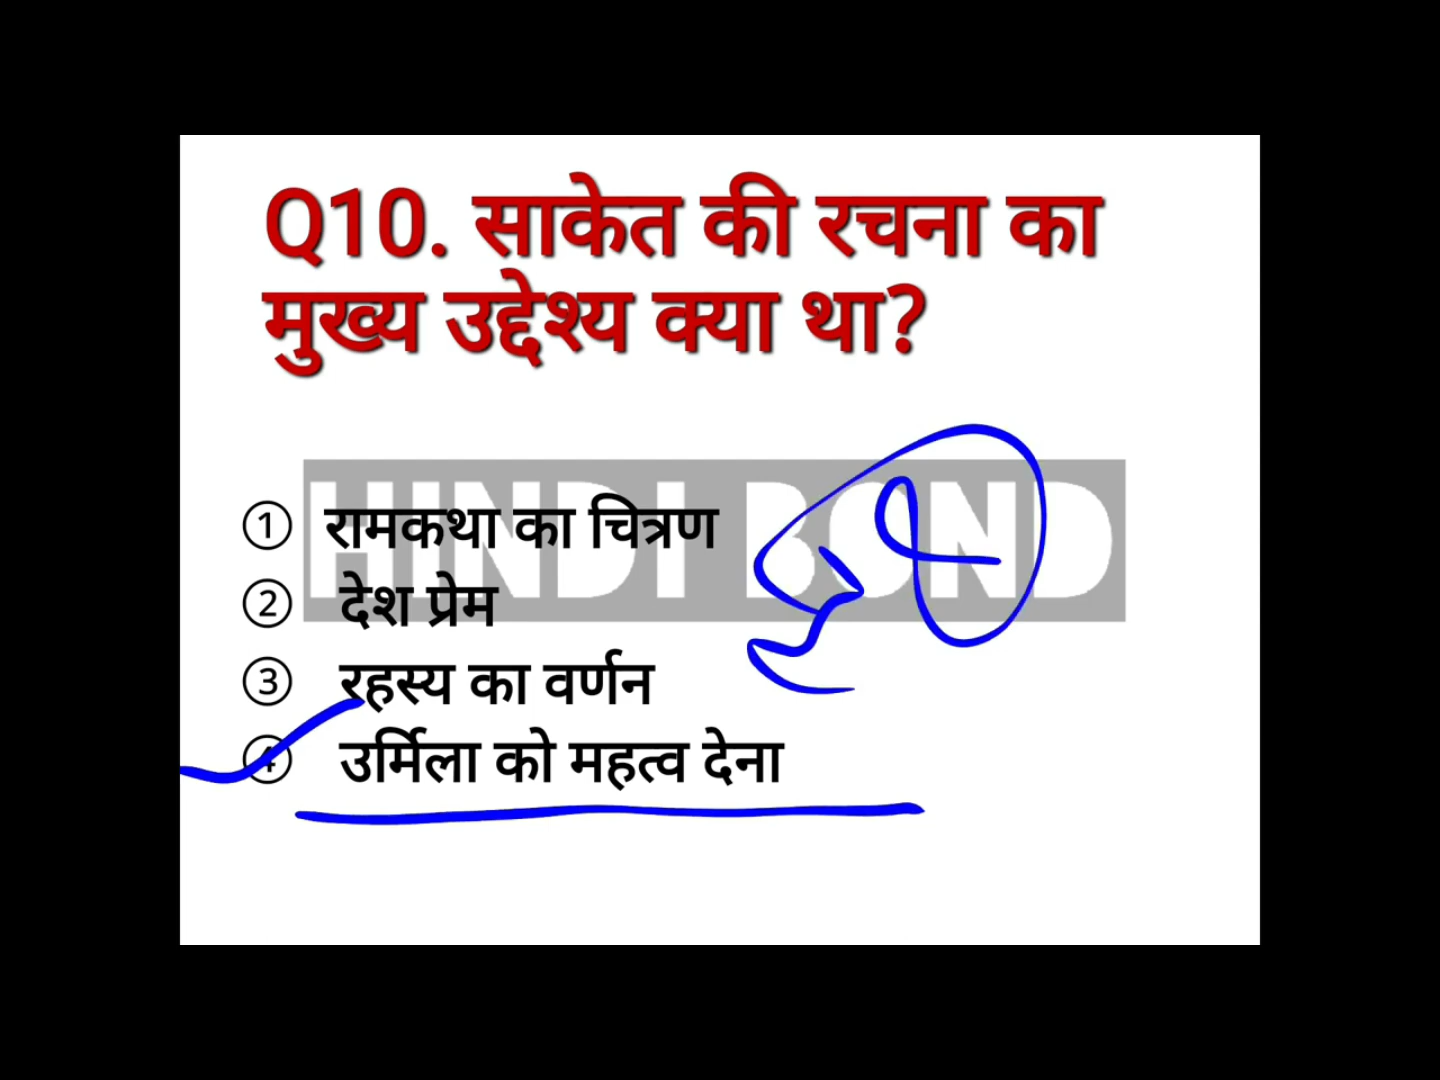 Q10. साकेत की रचना का
मुख्य उद्देश्य क्या था?
HINDI BOND
① रामकथा का चित्रण
② देश प्रेम
③ रहस्य का वर्णन
④ उर्मिला को महत्व देना